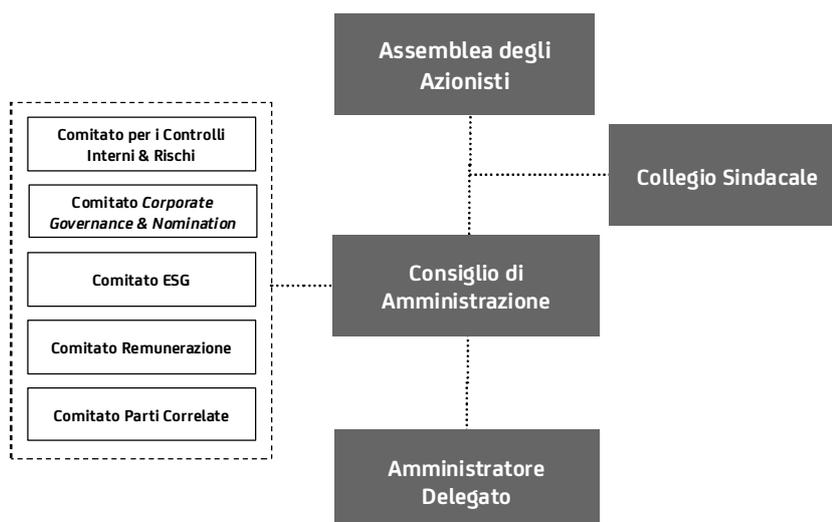 Assemblea degli
Azionisti
Comitato per i Controlli
Interni & Rischi
Collegio Sindacale
Comitato Corporate
Governance & Nomination
Consiglio di
Amministrazione
Comitato ESG
Comitato Remunerazione
Comitato Parti Correlate
Amministratore
Delegato